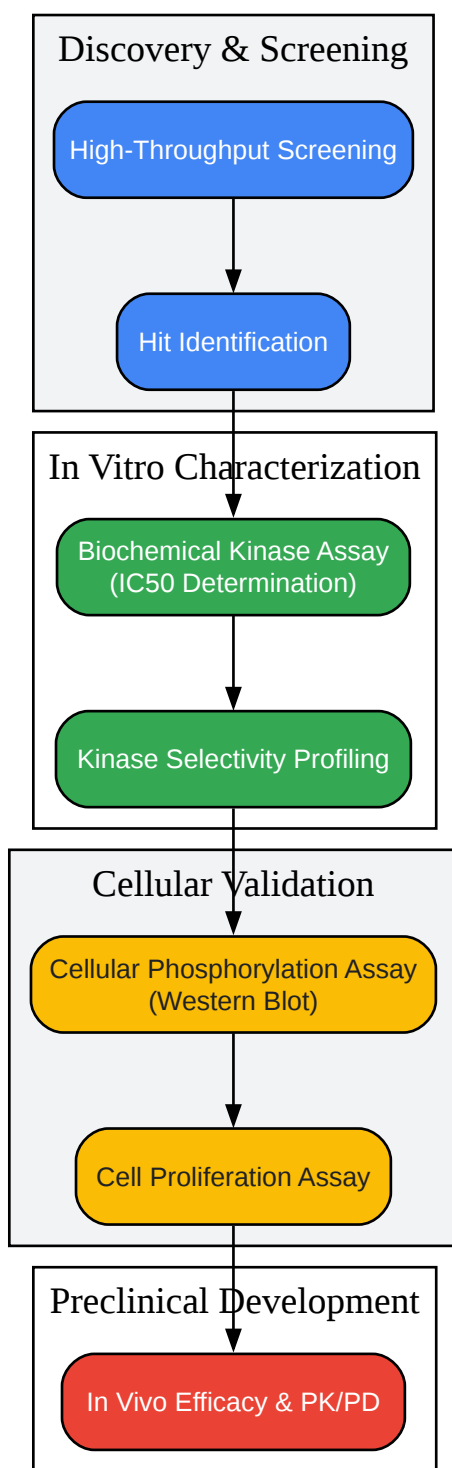 Discovery & Screening
High-Throughput Screening
Hit Identification
In Vitro Characterization
Biochemical Kinase Assay
(IC50 Determination)
Kinase Selectivity Profiling
Cellular Validation
Cellular Phosphorylation Assay
(Western Blot)
Cell Proliferation Assay
Preclinical Development
In Vivo Efficacy & PK/PD